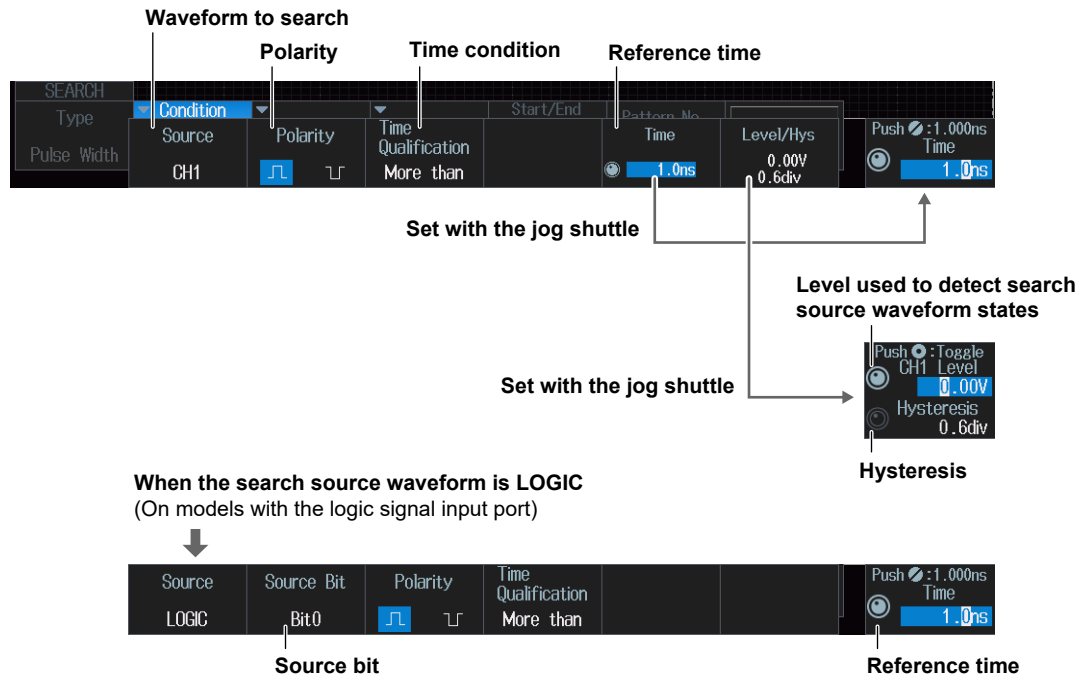 Waveform to search
Polarity
Time condition
Reference time
SEARCH
Type
Pulse Width
Condition
Start/End
Pattern No.
Source
CH1
Polarity
Time
Qualification
More than
Time
1.0ns
Level/Hys
0.00V
0.6div
Push :1.000ns
Time
1.0ns
Set with the jog shuttle
Level used to detect search
source waveform states
Push :Toggle
CH1 Level
0.00V
Hysteresis
0.6div
Set with the jog shuttle
Hysteresis
When the search source waveform is LOGIC
(On models with the logic signal input port)
Source
LOGIC
Source Bit
Bit0
Polarity
Time
Qualification
More than
Push :1.000ns
Time
1.0ns
Source bit
Reference time